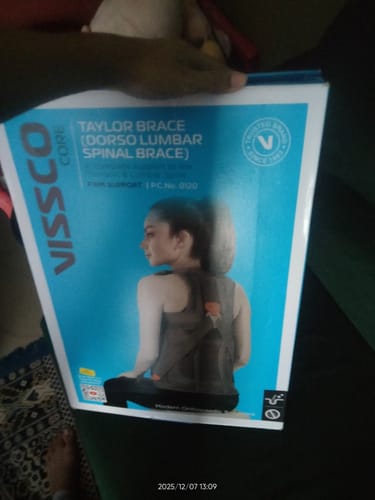 VISSCO
CORE
TAYLOR BRACE
(DORSO LUMBAR
SPINAL BRACE)
FIRM SUPPORT | P.C.No. 0120
TRUSTED BRAND
SINCE
V
Modern
2025/12/07 13:09